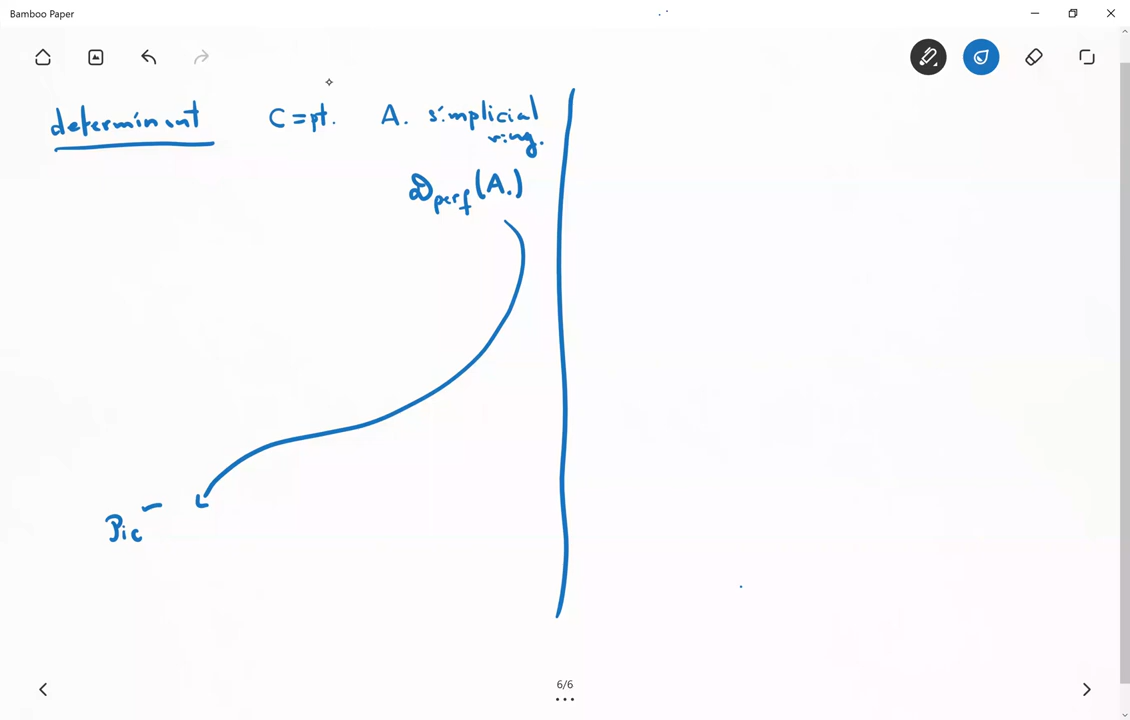 Bamboo Paper
determinant C = pt. A. simplicial
ring.
𝒟perf(A.)
Pic
6/6